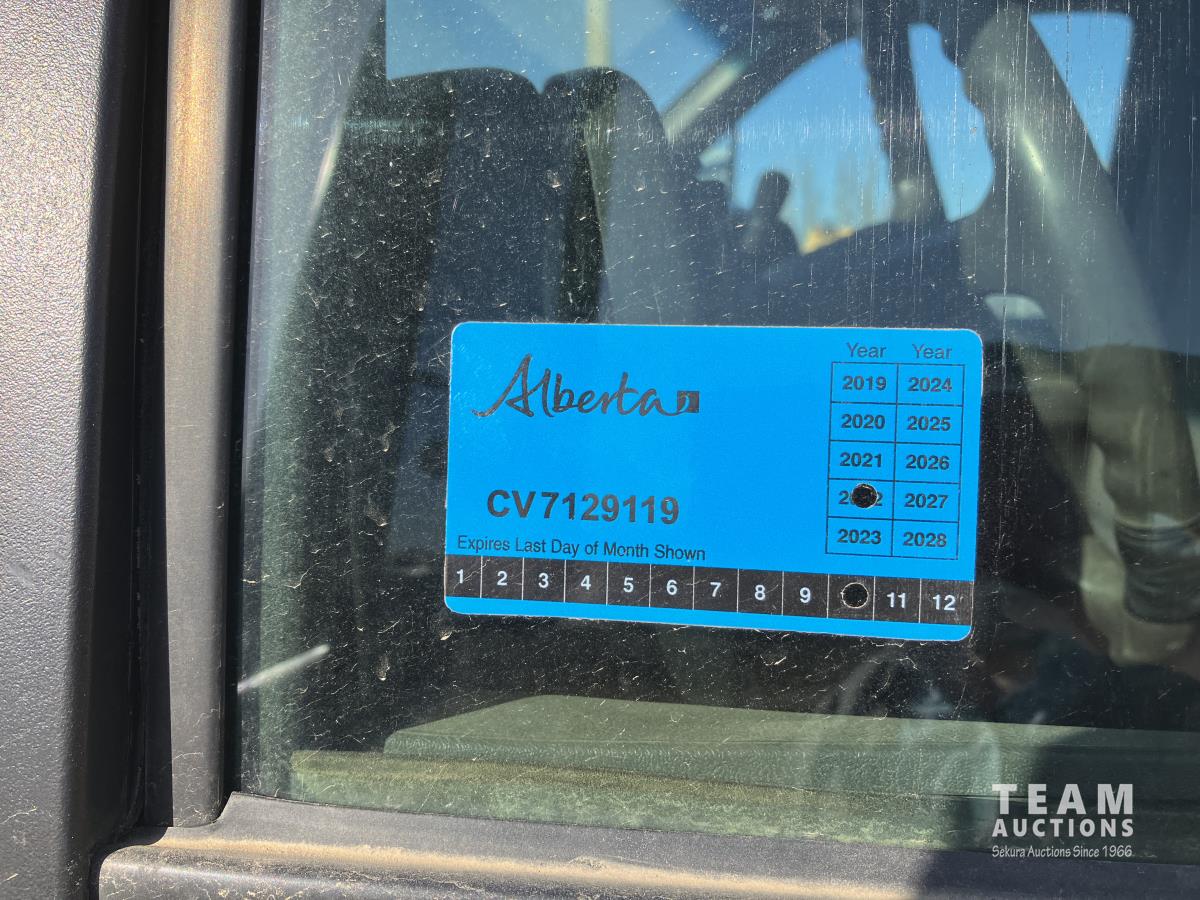 Alberta
Year Year
2019 2024
2020 2025
2021 2026
2027
2023 2028
CV7129119
Expires Last Day of Month Shown
1 2 3 4 5 6 7 8 9 11 12
TEAM
AUCTIONS
Sekura Auctions Since 1966